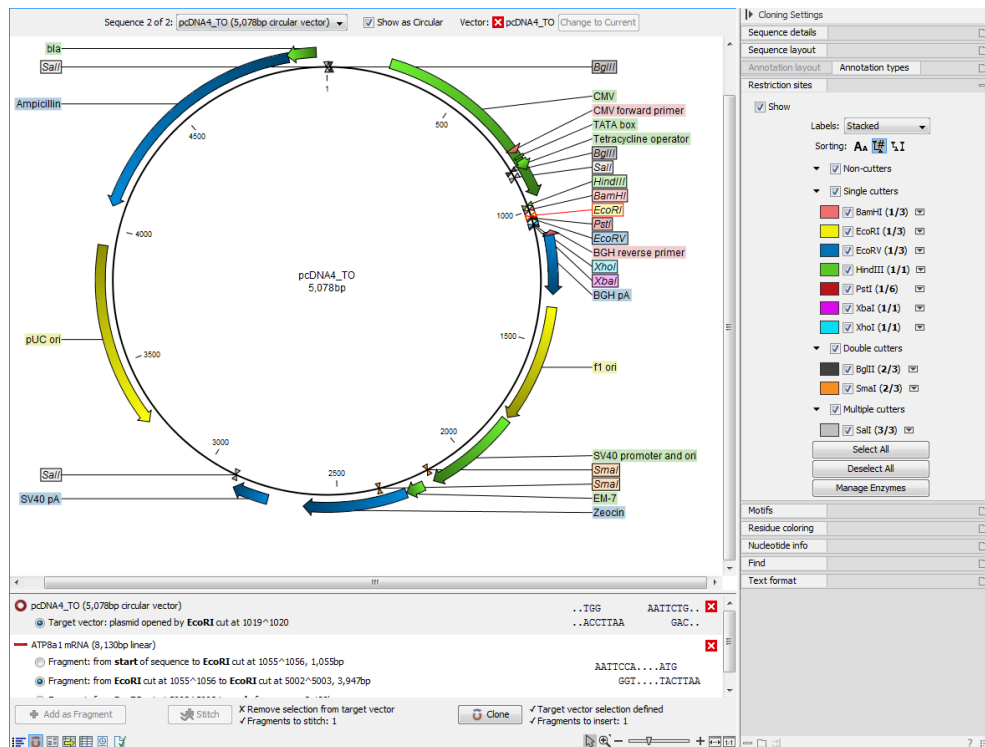 Sequence 2 of 2: pcDNA4_TO (5,078bp circular vector) Show as Circular Vector: pcDNA4_TO Change to Current
bla
SalI
Ampicillin
pUC ori
SalI
SV40 pA
1
500
1000
1500
2000
2500
3000
3500
4000
4500
pcDNA4_TO
5,078bp
BglII
CMV
CMV forward primer
TATA box
Tetracycline operator
BglII
SalI
HindIII
BamHI
EcoRI
PstI
EcoRV
BGH reverse primer
XhoI
XbaI
BGH pA
f1 ori
SV40 promoter and ori
SmaI
SmaI
EM-7
Zeocin
pcDNA4_TO (5,078bp circular vector)
Target vector: plasmid opened by EcoRI cut at 1019^1020
..TGG AATTCTG..
..ACCTTAA GAC..
ATP8a1 mRNA (8,130bp linear)
Fragment: from start of sequence to EcoRI cut at 1055^1056, 1,055bp
Fragment: from EcoRI cut at 1055^1056 to EcoRI cut at 5002^5003, 3,947bp
AATTCCA....ATG
GGT....TACTTAA
Add as Fragment
Stitch
✗ Remove selection from target vector
✓ Fragments to stitch: 1
Clone
✓ Target vector selection defined
✓ Fragments to insert: 1
Cloning Settings
Sequence details
Sequence layout
Annotation layout Annotation types
Restriction sites
Show
Labels: Stacked
Sorting: AA
Non-cutters
Single cutters
BamHI (1/3)
EcoRI (1/3)
EcoRV (1/3)
HindIII (1/1)
PstI (1/6)
XbaI (1/1)
XhoI (1/1)
Double cutters
BglII (2/3)
SmaI (2/3)
Multiple cutters
SalI (3/3)
Select All
Deselect All
Manage Enzymes
Motifs
Residue coloring
Nucleotide info
Find
Text format